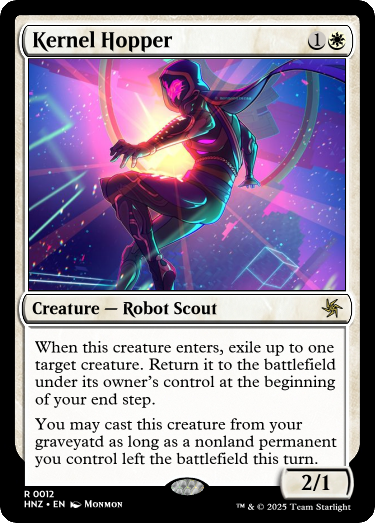 Kernel Hopper
1
Creature — Robot Scout
When this creature enters, exile up to one
target creature. Return it to the battlefield
under its owner's control at the beginning
of your end step.
You may cast this creature from your
graveyatd as long as a nonland permanent
you control left the battlefield this turn.
2/1
R 0012
HNZ • EN Monmon
™ & © 2025 Team Starlight